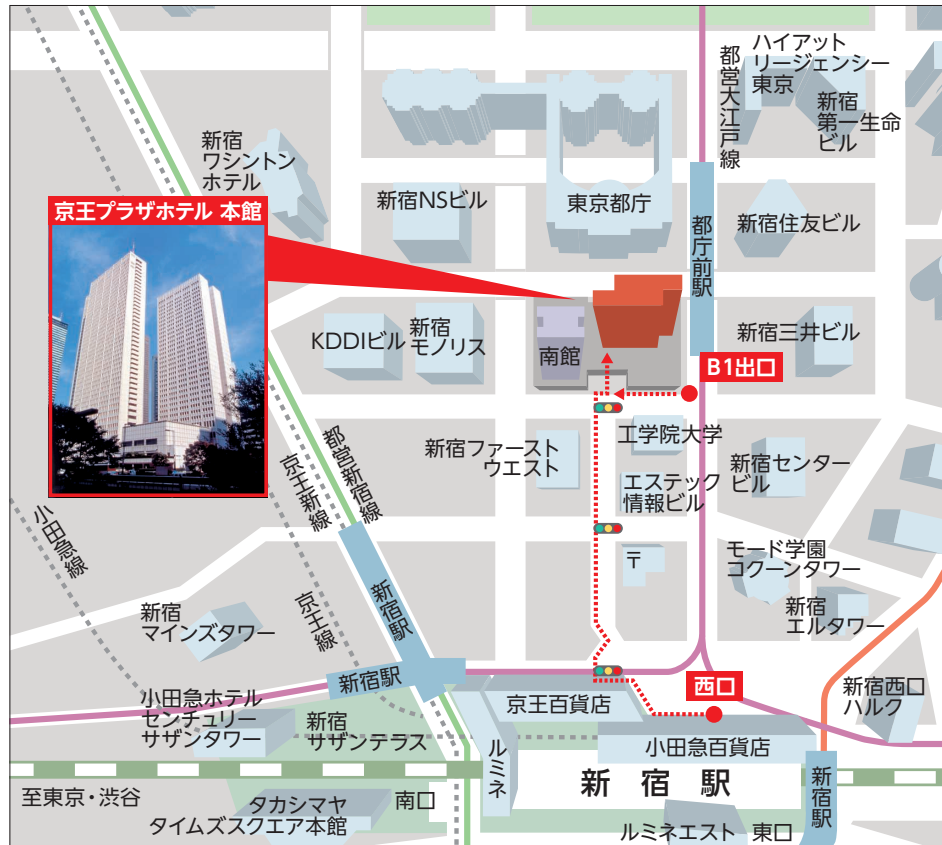 ハイアット
リージェンシー
東京
都営大江戸線
新宿
第一生命
ビル
新宿
ワシントン
ホテル
新宿NSビル
東京都庁
都庁前駅
新宿住友ビル
京王プラザホテル 本館
KDDIビル
新宿
モノリス
南館
新宿三井ビル
B1出口
工学院大学
新宿ファースト
ウエスト
エステック
情報ビル
新宿センター
ビル
都営新宿線
京王新線
小田急線
〒
モード学園
コクーンタワー
新宿
エルタワー
新宿駅
京王線
新宿
マインズタワー
新宿駅
西口
京王百貨店
新宿西口
ハルク
小田急ホテル
センチュリー
サザンタワー
新宿
サザンテラス
ルミネ
小田急百貨店
新宿駅
新宿駅
至東京・渋谷
タカシマヤ
タイムズスクエア本館
南口
ルミネエスト
東口